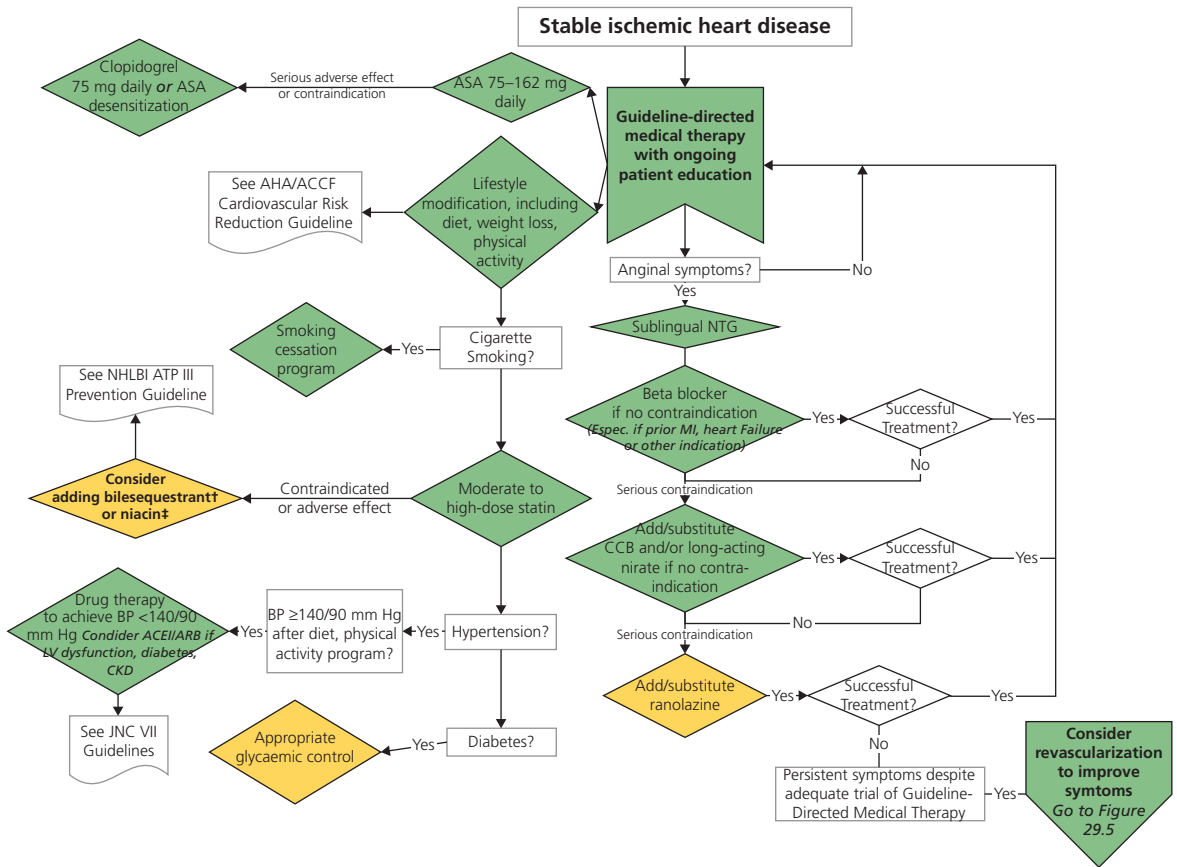 Stable ischemic heart disease
Clopidogrel
75 mg daily or ASA
desensitization
Serious adverse effect
or contraindication
ASA 75–162 mg
daily
Guideline-directed
medical therapy
with ongoing
patient education
See AHA/ACCF
Cardiovascular Risk
Reduction Guideline
Lifestyle
modification, including
diet, weight loss,
physical
activity
Anginal symptoms?
No
Yes
Sublingual NTG
Smoking
cessation
program
Yes
Cigarette
Smoking?
See NHLBI ATP III
Prevention Guideline
Beta blocker
if no contraindication
(Espec. if prior MI, heart Failure
or other indication)
Yes
Successful
Treatment?
Yes
No
Serious contraindication
Consider
adding bilesequestrant†
or niacin‡
Contraindicated
or adverse effect
Moderate to
high-dose statin
Add/substitute
CCB and/or long-acting
nirate if no contra-
indication
Yes
Successful
Treatment?
Yes
No
Serious contraindication
Drug therapy
to achieve BP <140/90
mm Hg Condider ACEII/ARB if
LV dysfunction, diabetes,
CKD
Yes
BP ≥140/90 mm Hg
after diet, physical
activity program?
Yes
Hypertension?
Add/substitute
ranolazine
Yes
Successful
Treatment?
Yes
No
See JNC VII
Guidelines
Appropriate
glycaemic control
Yes
Diabetes?
Persistent symptoms despite
adequate trial of Guideline-
Directed Medical Therapy
Yes
Consider
revascularization
to improve
symtoms
Go to Figure
29.5